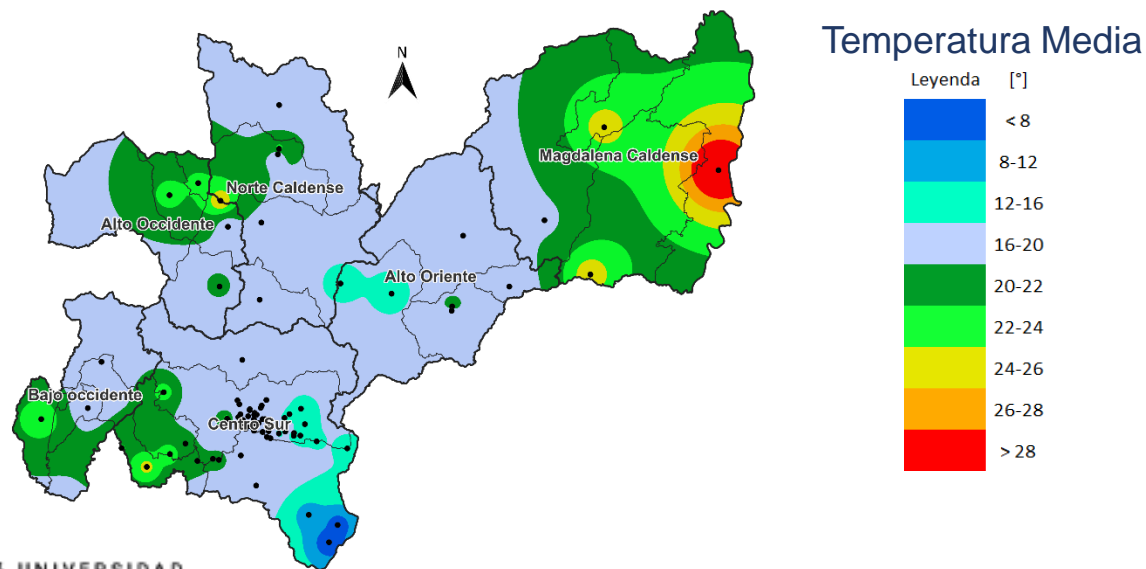 Temperatura Media
Leyenda [°]
< 8
8-12
12-16
16-20
20-22
22-24
24-26
26-28
> 28
N
Magdalena Caldense
Norte Caldense
Alto Occidente
Alto Oriente
Bajo occidente
Centro Sur
UNIVERSIDAD